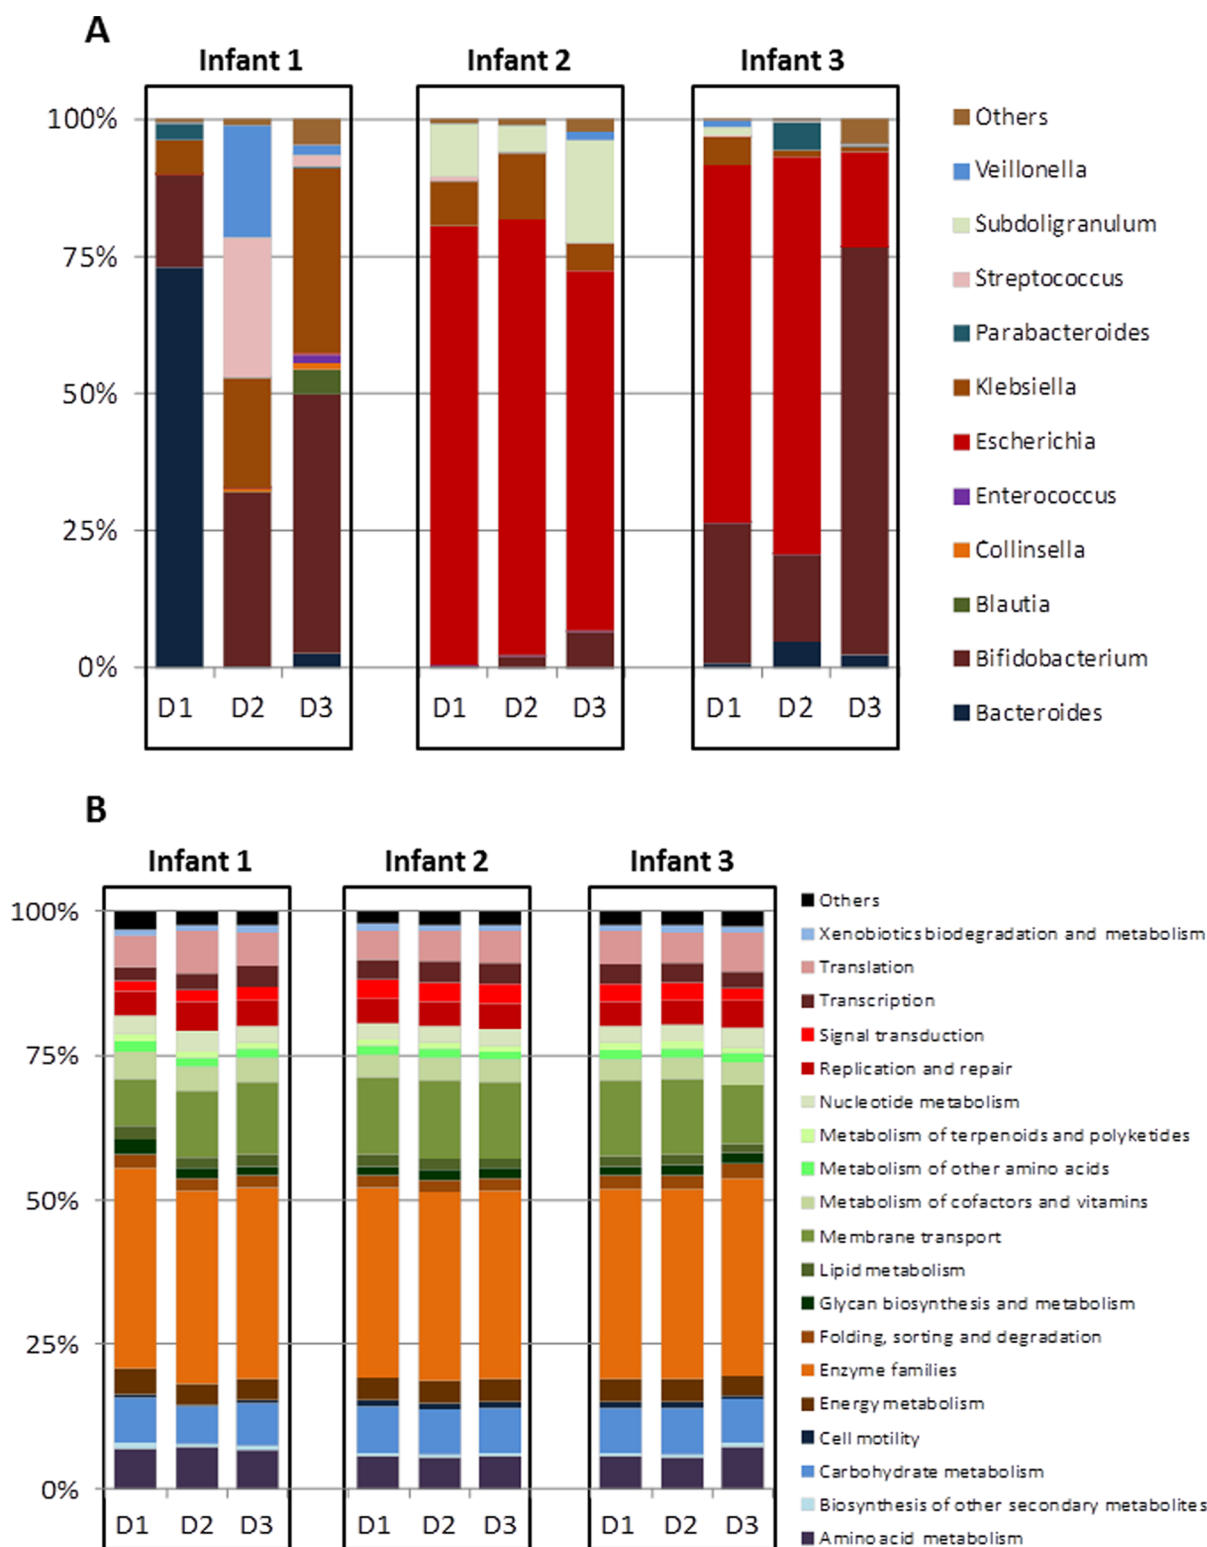 A
Infant 1 Infant 2 Infant 3
100%
75%
50%
25%
0%
D1 D2 D3 D1 D2 D3 D1 D2 D3
Others
Veillonella
Subdoligranulum
Streptococcus
Parabacteroides
Klebsiella
Escherichia
Enterococcus
Collinsella
Blautia
Bifidobacterium
Bacteroides
B
Infant 1 Infant 2 Infant 3
100%
75%
50%
25%
0%
D1 D2 D3 D1 D2 D3 D1 D2 D3
Others
Xenobiotics biodegradation and metabolism
Translation
Transcription
Signal transduction
Replication and repair
Nucleotide metabolism
Metabolism of terpenoids and polyketides
Metabolism of other amino acids
Metabolism of cofactors and vitamins
Membrane transport
Lipid metabolism
Glycan biosynthesis and metabolism
Folding, sorting and degradation
Enzyme families
Energy metabolism
Cell motility
Carbohydrate metabolism
Biosynthesis of other secondary metabolites
Amino acid metabolism